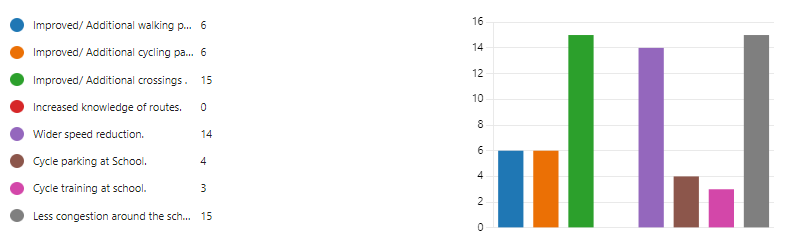 Improved/ Additional walking p... 6
Improved/ Additional cycling pa... 6
Improved/ Additional crossings . 15
Increased knowledge of routes. 0
Wider speed reduction. 14
Cycle parking at School. 4
Cycle training at school. 3
Less congestion around the sch... 15
16
14
12
10
8
6
4
2
0